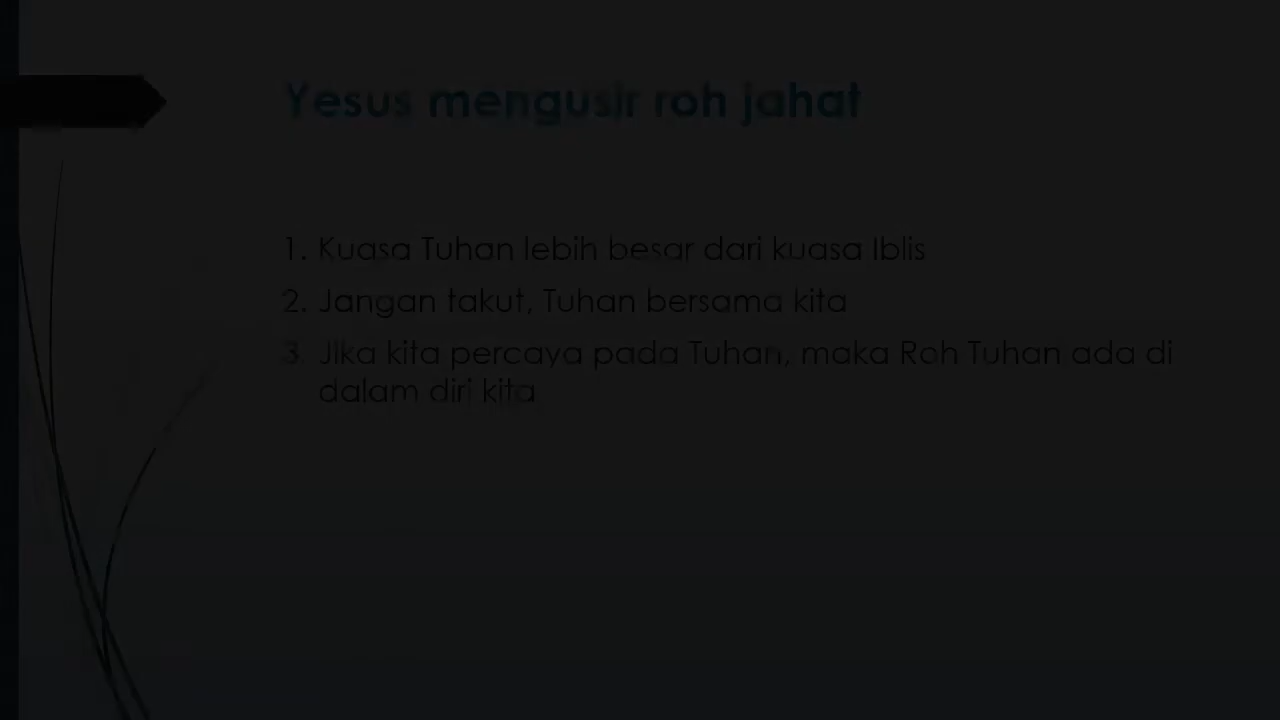 Yesus mengusir roh jahat
1. Kuasa Tuhan lebih besar dari kuasa Iblis
2. Jangan takut, Tuhan bersama kita
3. Jika kita percaya pada Tuhan, maka Roh Tuhan ada di
dalam diri kita